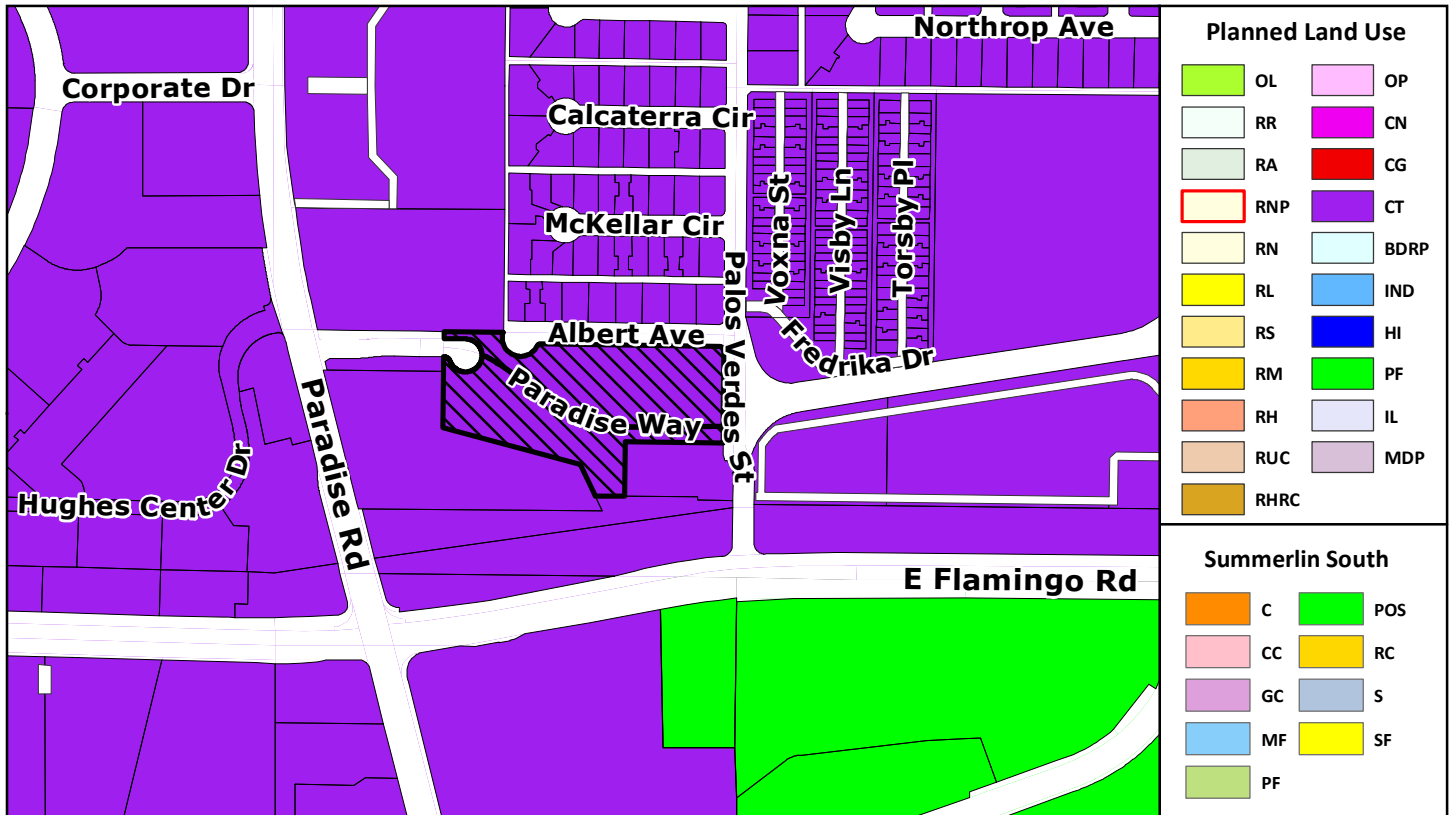 Northrop Ave
Corporate Dr
Calcaterra Cir
McKellar Cir
Voxna St
Visby Ln
Torsby Pl
Palos Verdes St
Albert Ave
Fredrika Dr
Paradise Way
Paradise Rd
Hughes Center Dr
E Flamingo Rd
Planned Land Use
OL OP
RR CN
RA CG
RNP CT
RN BDRP
RL IND
RS HI
RM PF
RH IL
RUC MDP
RHRC
Summerlin South
C POS
CC RC
GC S
MF SF
PF